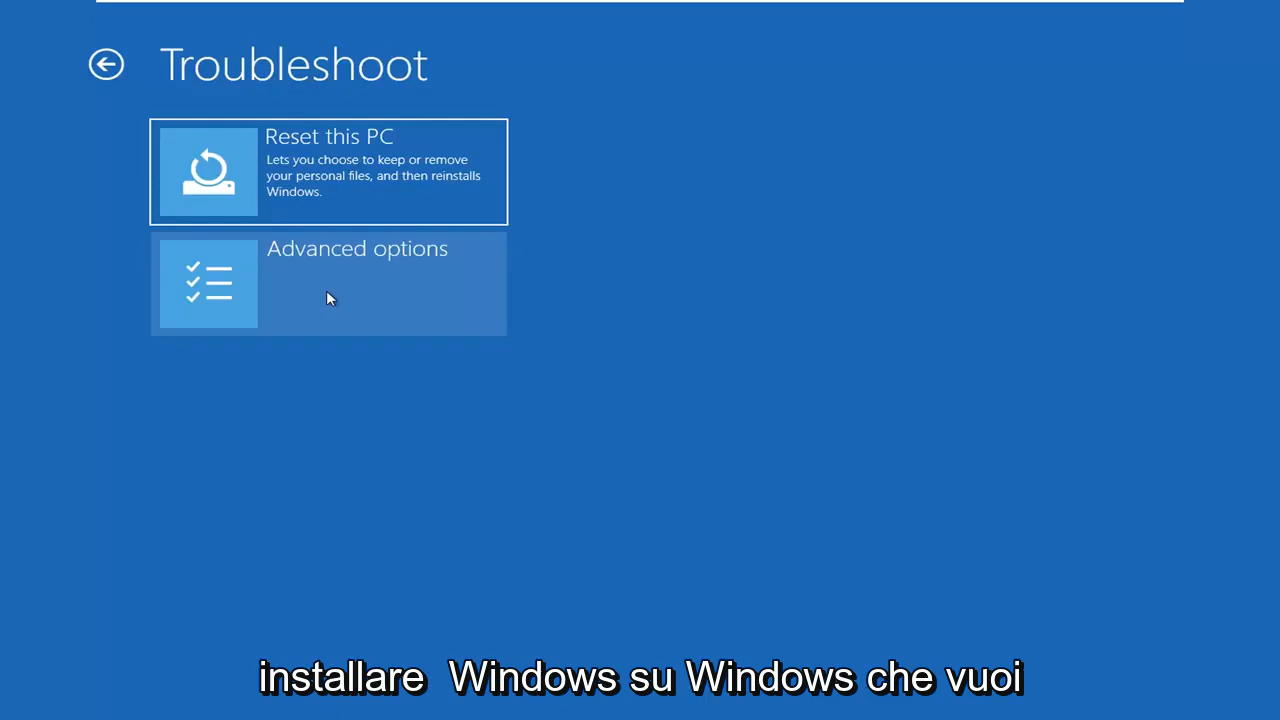 Troubleshoot
Reset this PC
Lets you choose to keep or remove
your personal files, and then reinstalls
Windows.
Advanced options
installare  Windows su Windows che vuoi